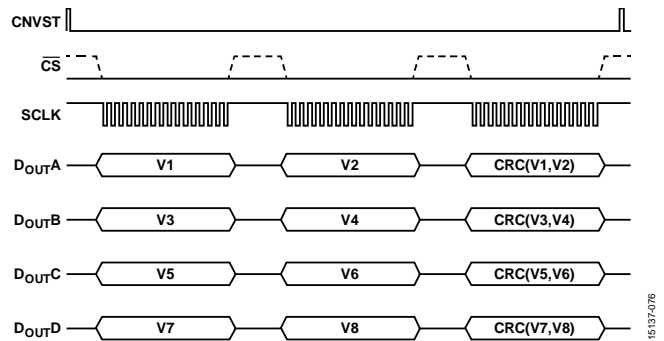 CNVST
CS
SCLK
DOUTA V1 V2 CRC(V1,V2)
DOUTB V3 V4 CRC(V3,V4)
DOUTC V5 V6 CRC(V5,V6)
DOUTD V7 V8 CRC(V7,V8)
15137-076